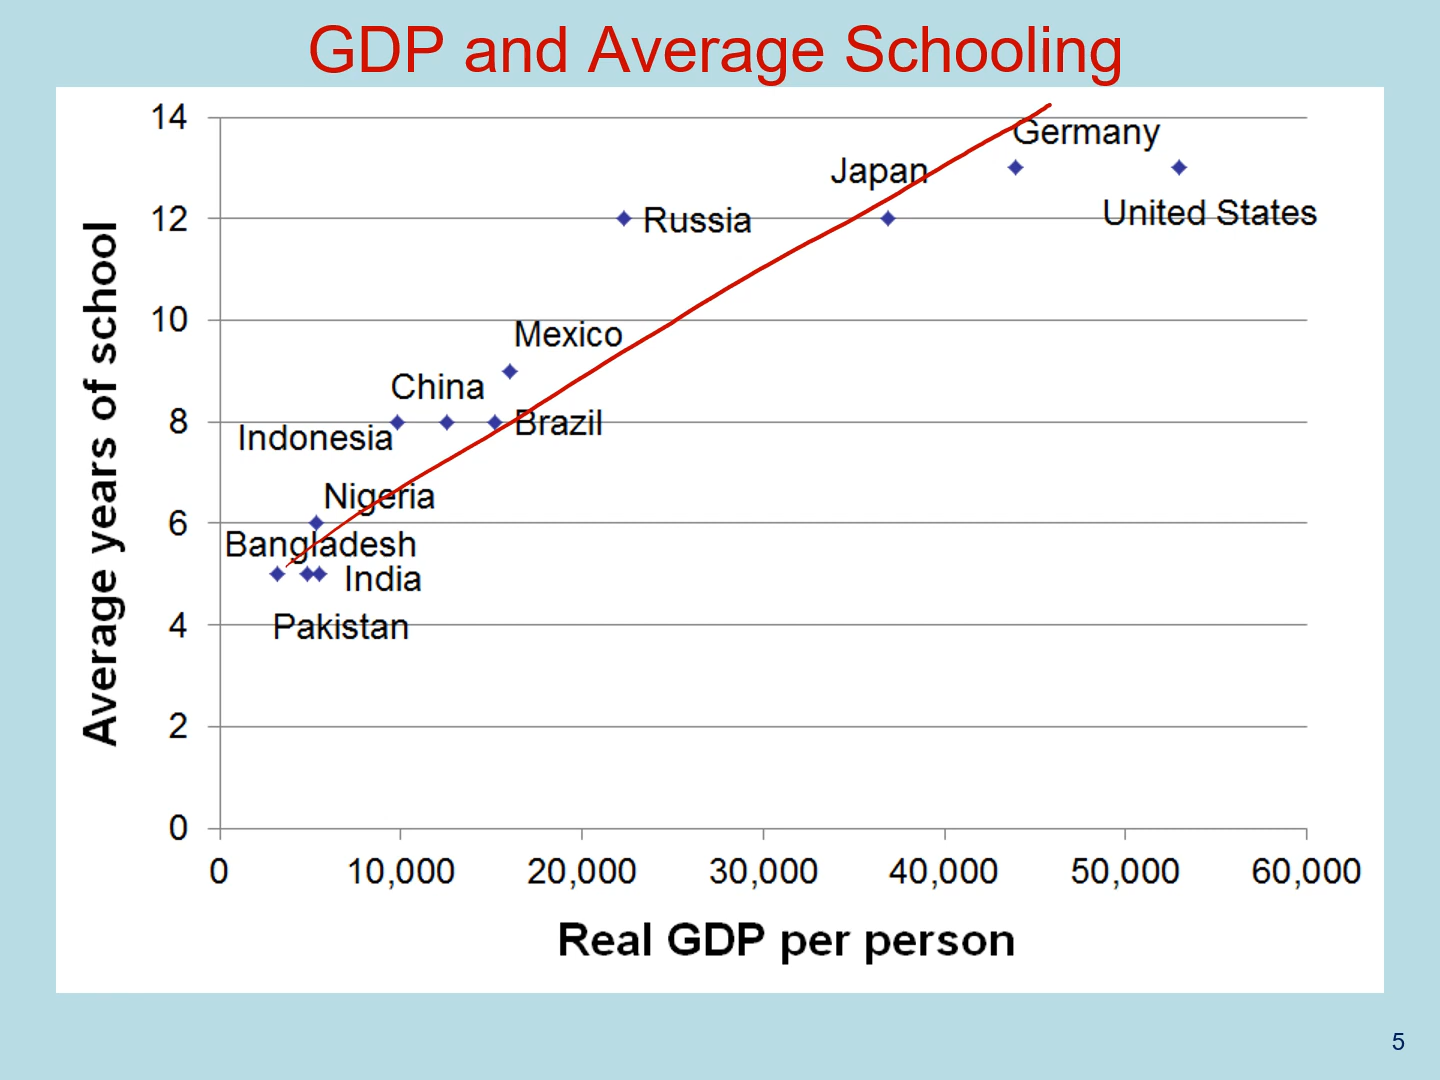 GDP and Average Schooling
14
Germany
Japan
12
Russia
United States
10
Mexico
China
8
Brazil
Indonesia
Nigeria
6
Bangladesh
India
4
Pakistan
2
0
Average years of school
0 10,000 20,000 30,000 40,000 50,000 60,000
Real GDP per person
5